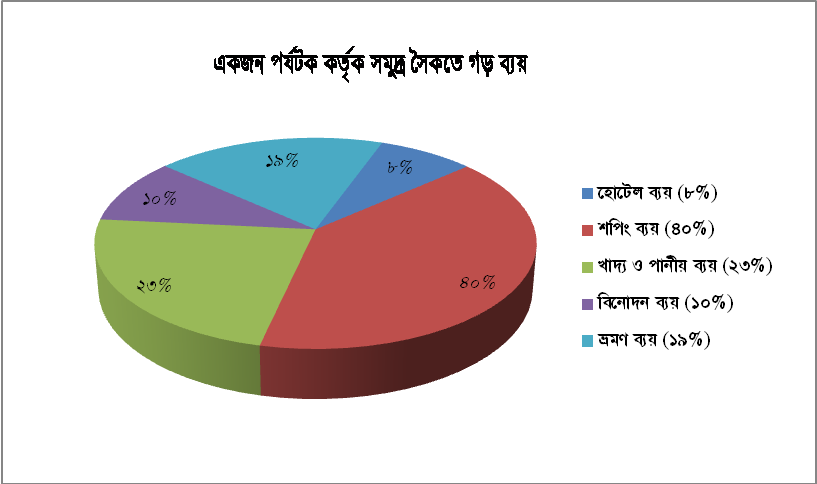 একজন পর্যটক কর্তৃক সমুদ্র সৈকতে গড় ব্যয়
১৯%
৮%
১০%
২৩%
৪০%
হোটেল ব্যয় (৮%)
শপিং ব্যয় (৪০%)
খাদ্য ও পানীয় ব্যয় (২৩%)
বিনোদন ব্যয় (১০%)
ভ্রমণ ব্যয় (১৯%)